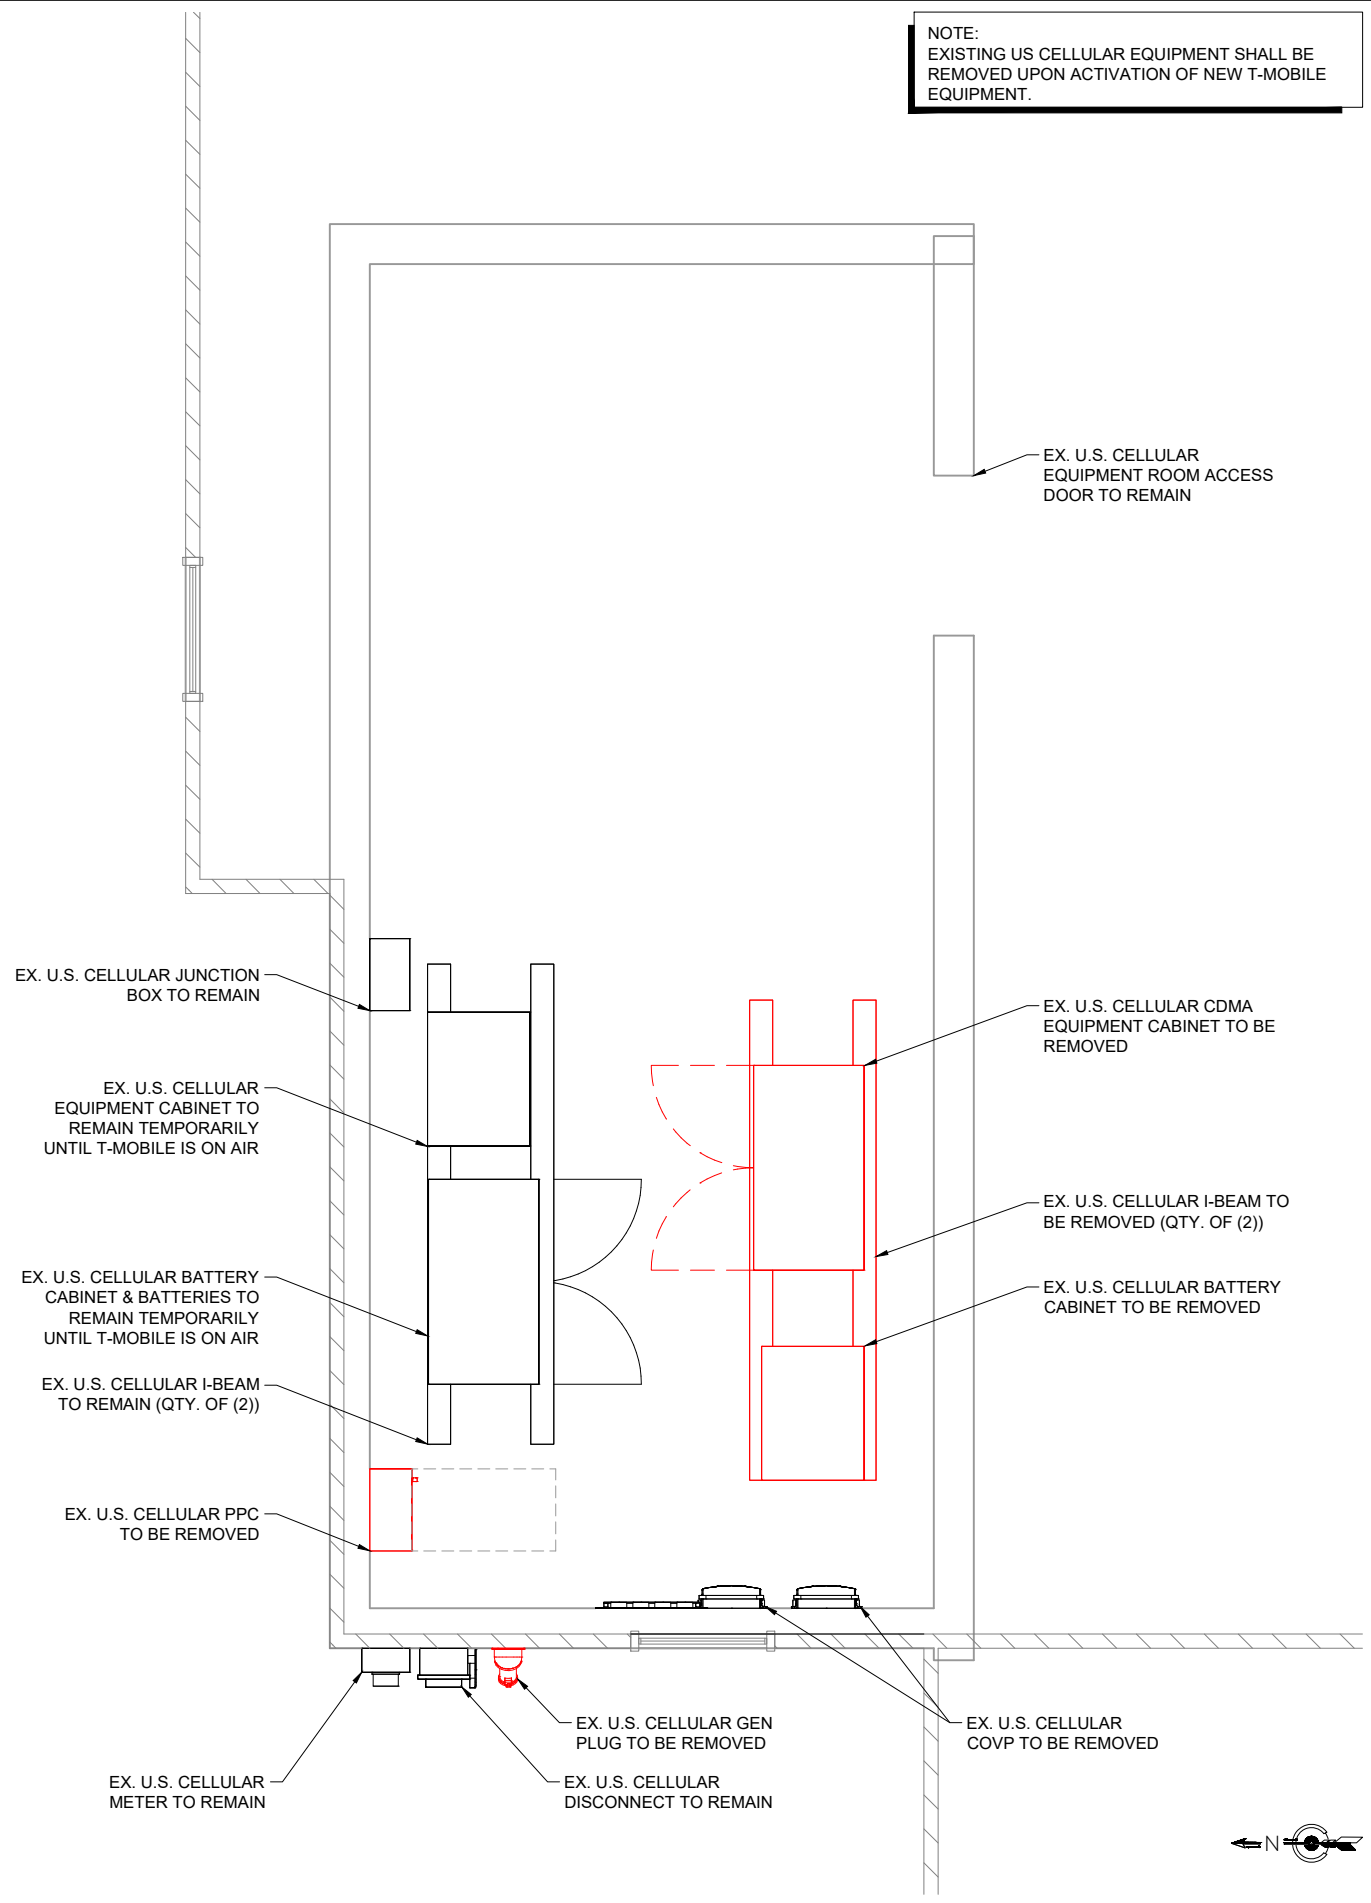 NOTE:
EXISTING US CELLULAR EQUIPMENT SHALL BE
REMOVED UPON ACTIVATION OF NEW T-MOBILE
EQUIPMENT.
EX. U.S. CELLULAR
EQUIPMENT ROOM ACCESS
DOOR TO REMAIN
EX. U.S. CELLULAR JUNCTION
BOX TO REMAIN
EX. U.S. CELLULAR CDMA
EQUIPMENT CABINET TO BE
REMOVED
EX. U.S. CELLULAR
EQUIPMENT CABINET TO
REMAIN TEMPORARILY
UNTIL T-MOBILE IS ON AIR
EX. U.S. CELLULAR I-BEAM TO
BE REMOVED (QTY. OF (2))
EX. U.S. CELLULAR BATTERY
CABINET & BATTERIES TO
REMAIN TEMPORARILY
UNTIL T-MOBILE IS ON AIR
EX. U.S. CELLULAR BATTERY
CABINET TO BE REMOVED
EX. U.S. CELLULAR I-BEAM
TO REMAIN (QTY. OF (2))
EX. U.S. CELLULAR PPC
TO BE REMOVED
EX. U.S. CELLULAR GEN
PLUG TO BE REMOVED
EX. U.S. CELLULAR
COVP TO BE REMOVED
EX. U.S. CELLULAR
METER TO REMAIN
EX. U.S. CELLULAR
DISCONNECT TO REMAIN
N